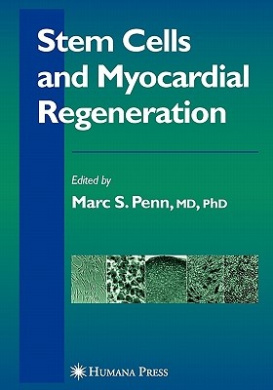 Stem Cells
and Myocardial
Regeneration
Edited by
Marc S. Penn, MD, PhD
HUMANA PRESS